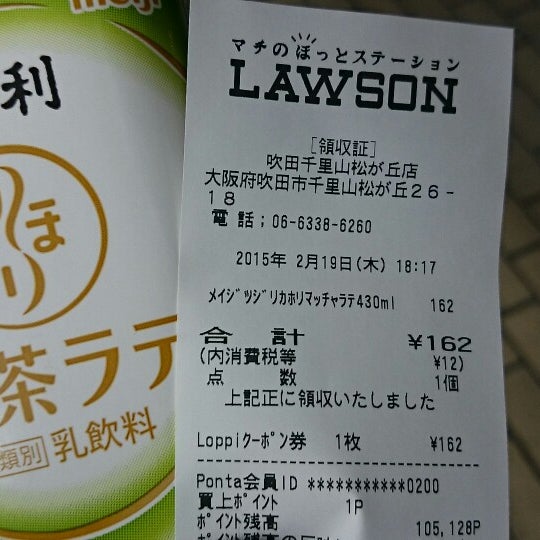 meiji
利
ほ
り
茶ラテ
類別 乳飲料
マチのほっとステーション
LAWSON
[領収証]
吹田千里山松が丘店
大阪府吹田市千里山松が丘26-
18
電話;06-6338-6260
2015年 2月19日(木) 18:17
メイジツジリカホリマッチャラテ430ml 162
合計 ¥162
(内消費税等 ¥12)
点数 1個
上記正に領収いたしました
Loppiクーポン券 1枚 ¥162
Ponta会員ID ***********0200
買上ポイント 1P
ポイント残高 105,128P